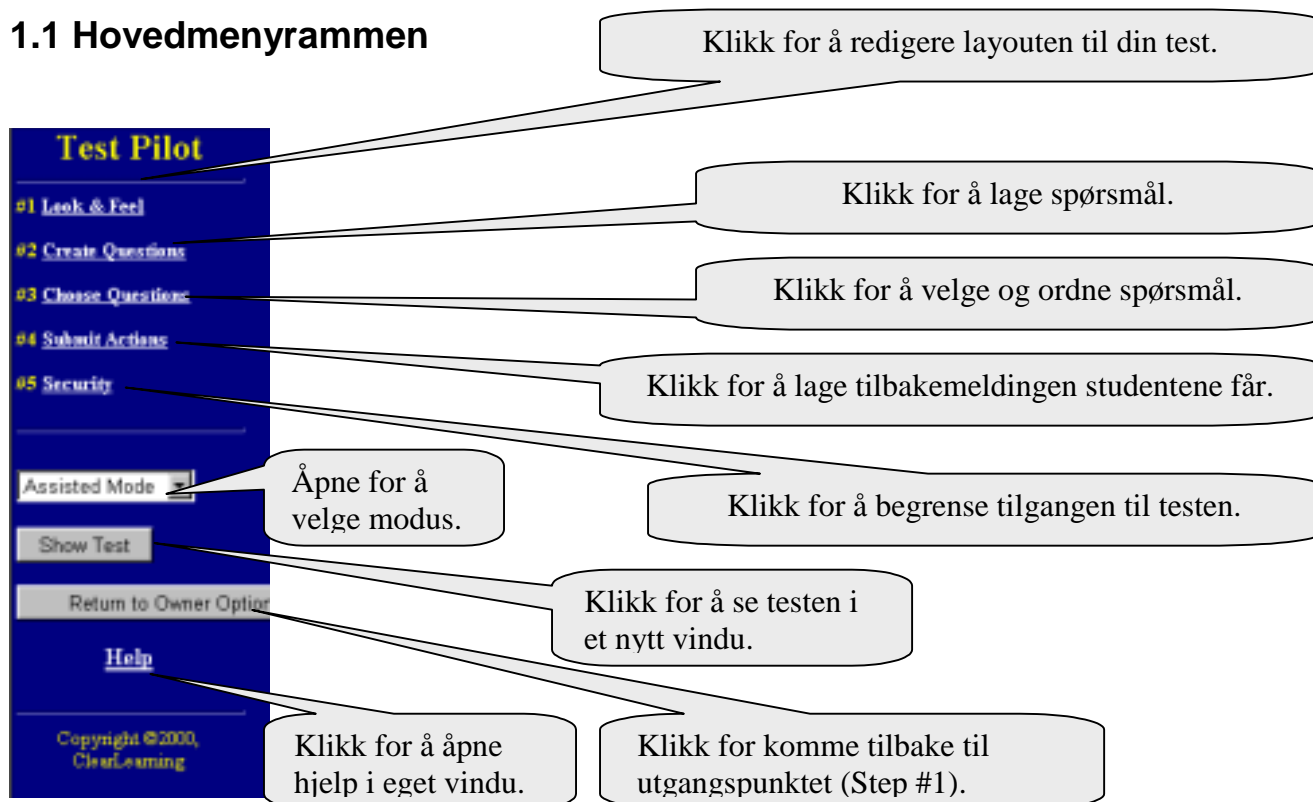 1.1 Hovedmenyrammen
Klikk for å redigere layouten til din test.
Test Pilot
#1 Look & Feel
Klikk for å lage spørsmål.
#2 Create Questions
#3 Choose Questions
Klikk for å velge og ordne spørsmål.
#4 Submit Actions
Klikk for å lage tilbakemeldingen studentene får.
#5 Security
Klikk for å begrense tilgangen til testen.
Assisted Mode
Åpne for å
velge modus.
Show Test
Klikk for å se testen i
et nytt vindu.
Return to Owner Option
Help
Klikk for å åpne
hjelp i eget vindu.
Klikk for komme tilbake til
utgangspunktet (Step #1).
Copyright ©2000,
ClearLearning